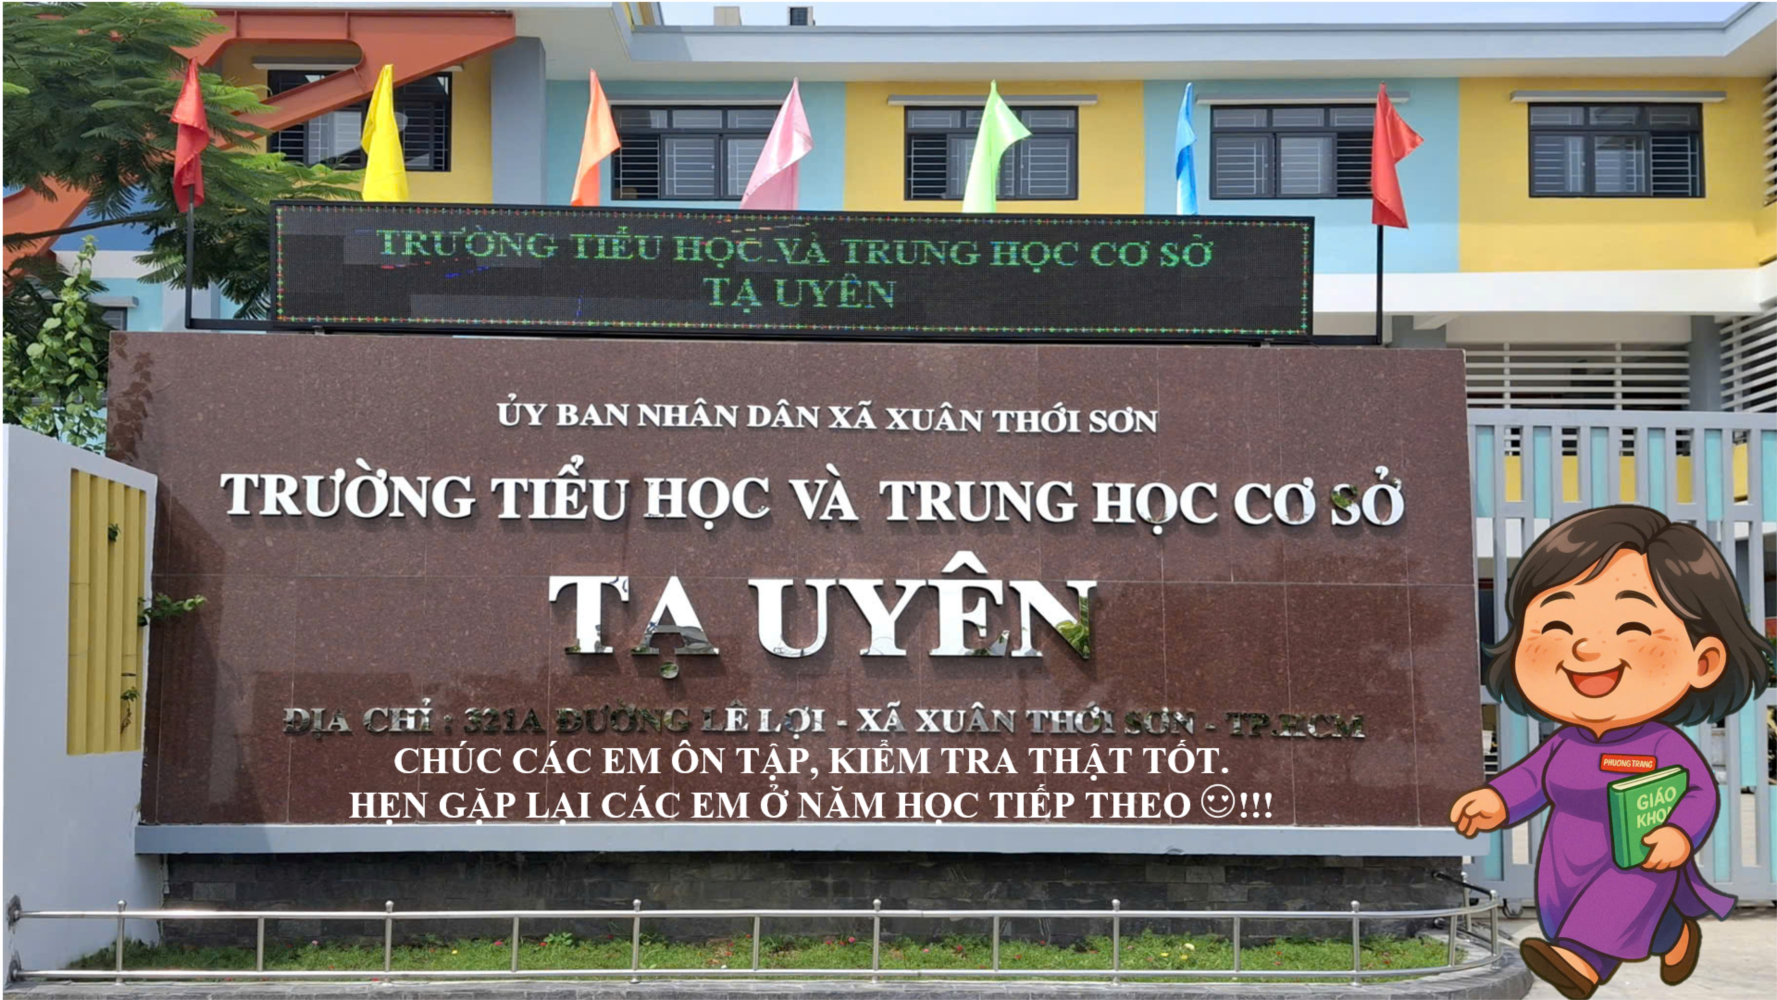 TRƯỜNG TIỂU HỌC VÀ TRUNG HỌC CƠ SỞ
TẠ UYÊN
ỦY BAN NHÂN DÂN XÃ XUÂN THỚI SƠN
TRƯỜNG TIỂU HỌC VÀ TRUNG HỌC CƠ SỞ
TẠ UYÊN
ĐỊA CHỈ : 321A ĐƯỜNG LÊ LỢI - XÃ XUÂN THỚI SƠN - TP.HCM
CHÚC CÁC EM ÔN TẬP, KIỂM TRA THẬT TỐT.
HẸN GẶP LẠI CÁC EM Ở NĂM HỌC TIẾP THEO 😍!!!
PHUONG TRANG
GIÁO
KHO